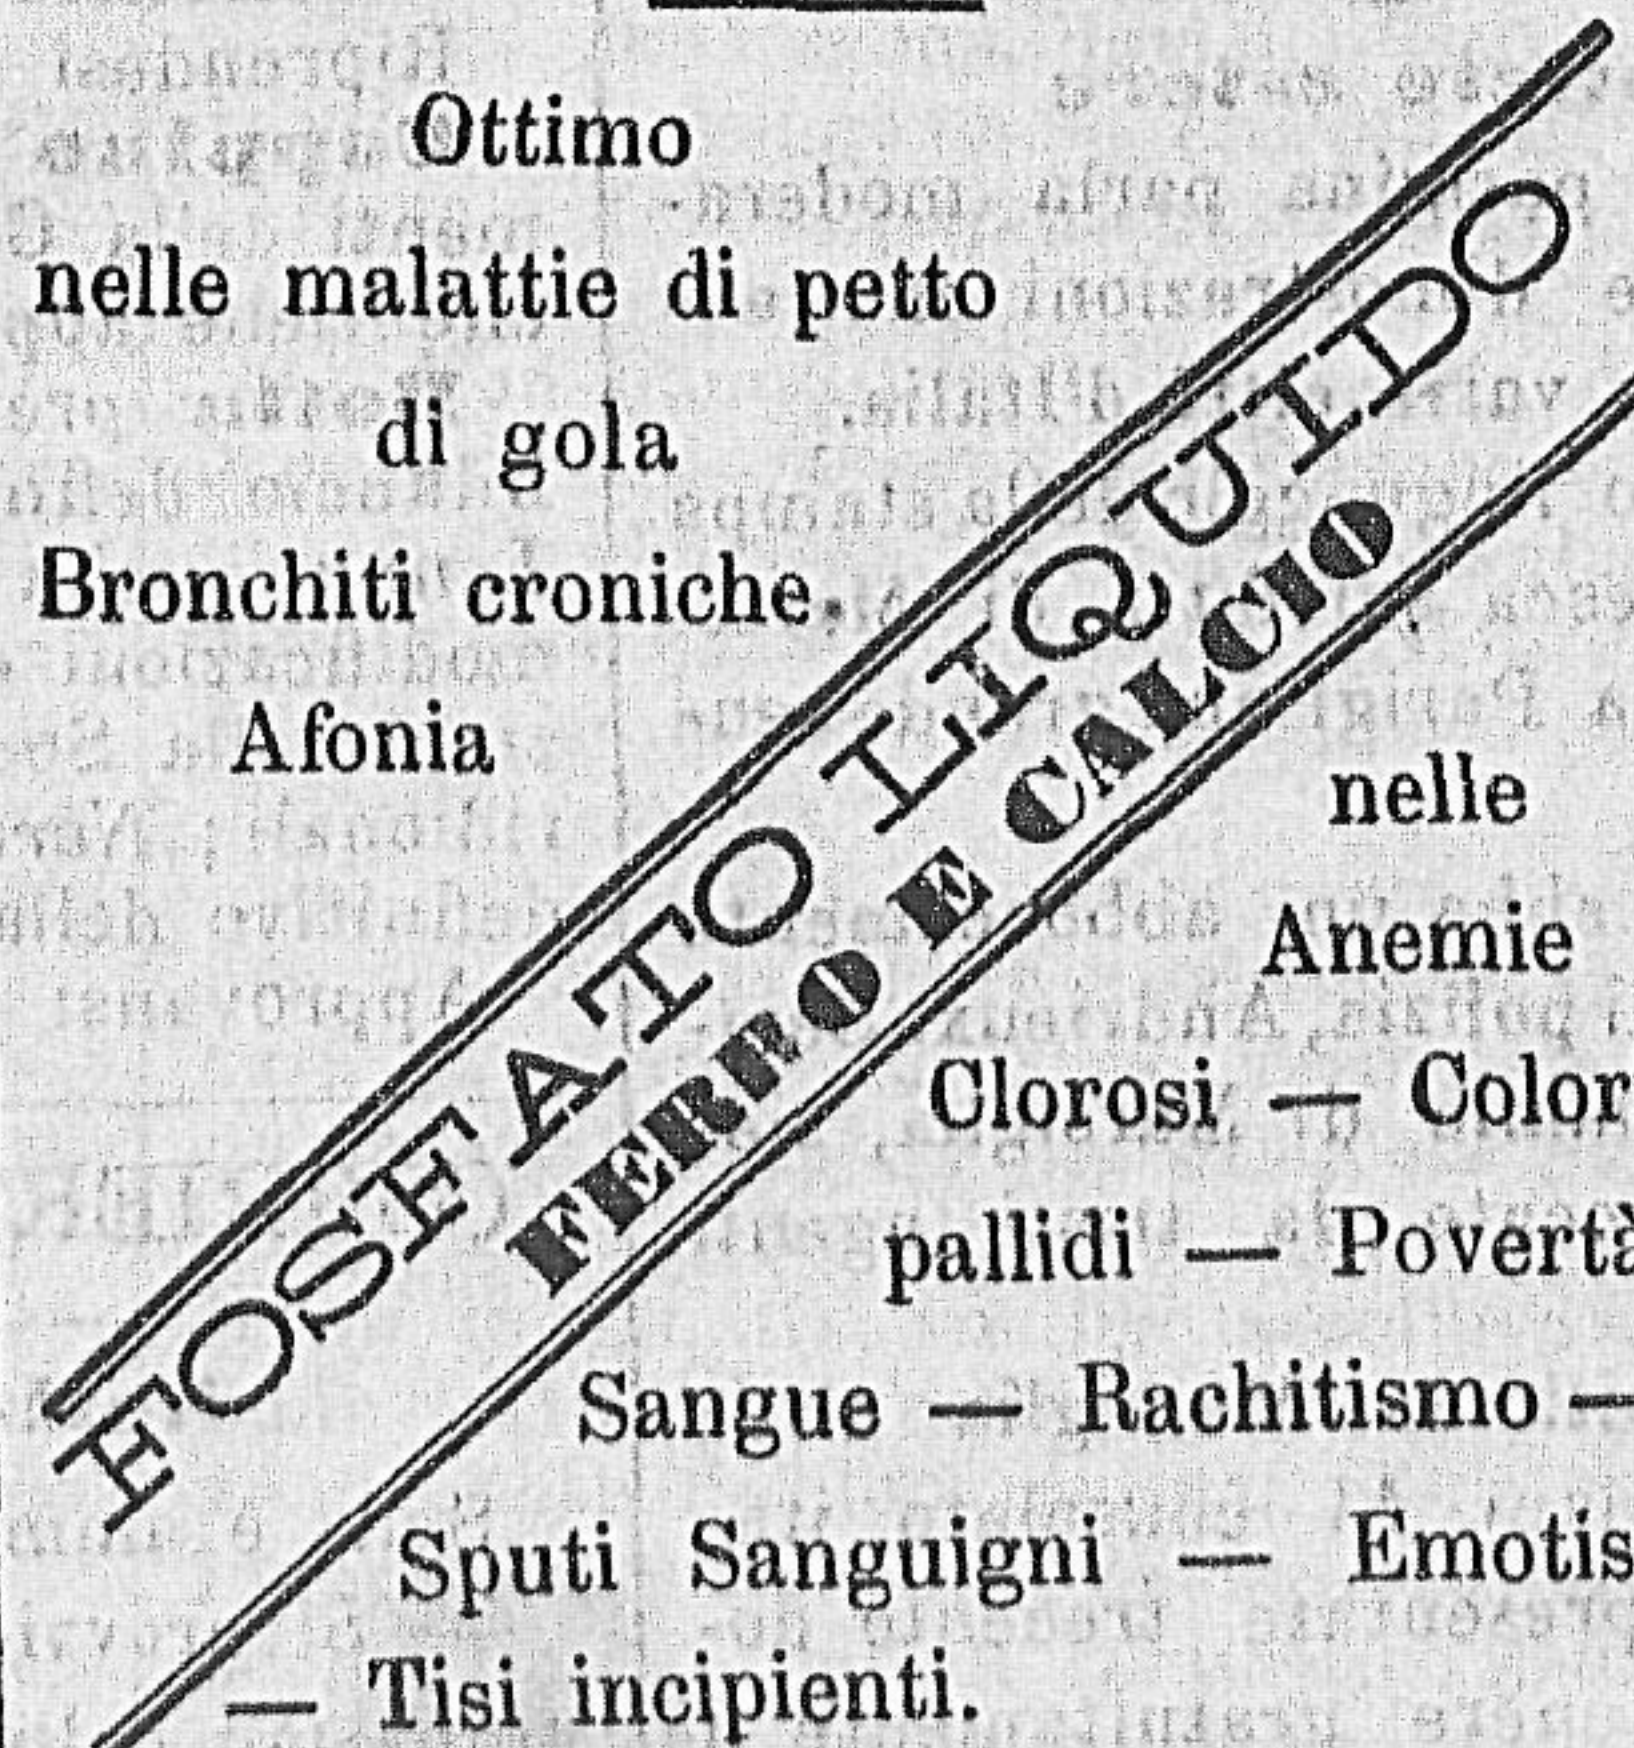 Ottimo
nelle malattie di petto
di gola
Bronchiti croniche.
Afonia
FOSFATO LIQUIDO
FERRO E CALCIO
nelle
Anemie
Clorosi — Color
pallidi — Povertà
Sangue — Rachitismo —
Sputi Sanguigni — Emotis
— Tisi incipienti.